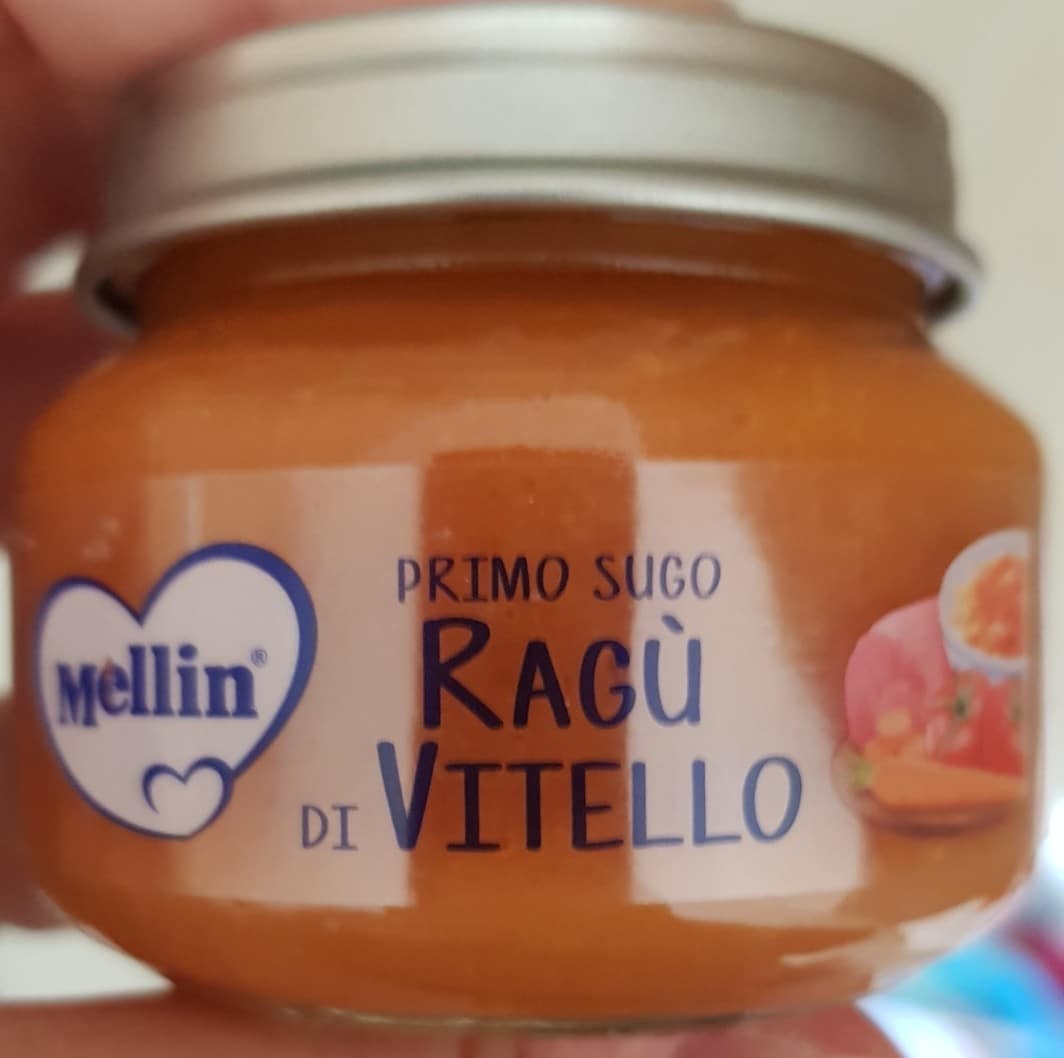 Mellin®
PRIMO SUGO
RAGÙ
DI VITELLO